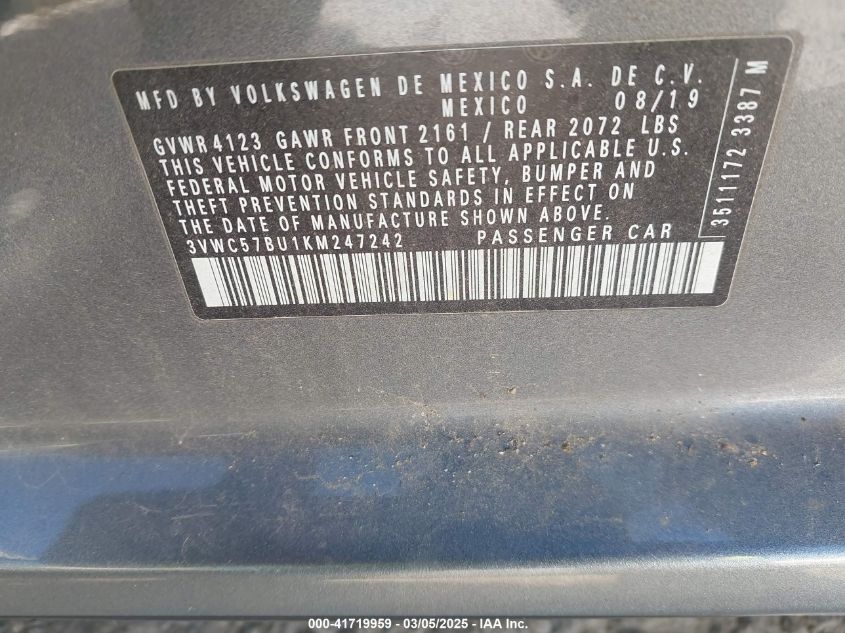 MFD BY VOLKSWAGEN DE MEXICO S.A. DE C.V.
MEXICO 08/19
GVWR 4123 GAWR FRONT 2161 / REAR 2072 LBS
THIS VEHICLE CONFORMS TO ALL APPLICABLE U.S.
FEDERAL MOTOR VEHICLE SAFETY, BUMPER AND
THEFT PREVENTION STANDARDS IN EFFECT ON
THE DATE OF MANUFACTURE SHOWN ABOVE.
3VWC57BU1KM247242 PASSENGER CAR
3511172 3387 M
000-41719959 - 03/05/2025 - IAA Inc.